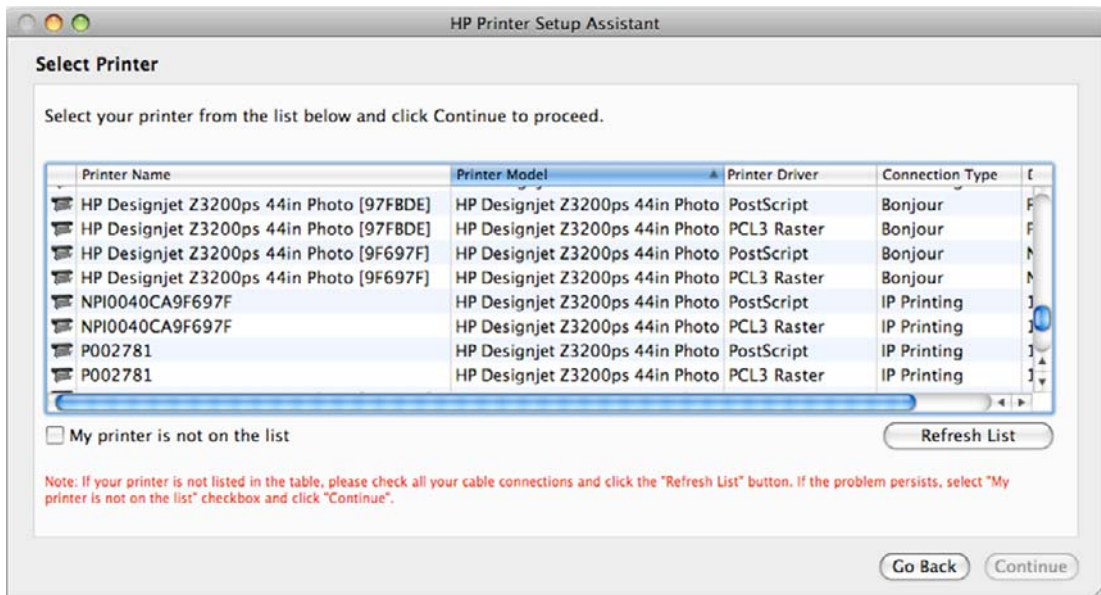 HP Printer Setup Assistant
Select Printer
Select your printer from the list below and click Continue to proceed.
Printer Name Printer Model Printer Driver Connection Type
HP Designjet Z3200ps 44in Photo [97FBDE] HP Designjet Z3200ps 44in Photo PostScript Bonjour
HP Designjet Z3200ps 44in Photo [97FBDE] HP Designjet Z3200ps 44in Photo PCL3 Raster Bonjour
HP Designjet Z3200ps 44in Photo [9F697F] HP Designjet Z3200ps 44in Photo PostScript Bonjour
HP Designjet Z3200ps 44in Photo [9F697F] HP Designjet Z3200ps 44in Photo PCL3 Raster Bonjour
NPI0040CA9F697F HP Designjet Z3200ps 44in Photo PostScript IP Printing
NPI0040CA9F697F HP Designjet Z3200ps 44in Photo PCL3 Raster IP Printing
P002781 HP Designjet Z3200ps 44in Photo PostScript IP Printing
P002781 HP Designjet Z3200ps 44in Photo PCL3 Raster IP Printing
My printer is not on the list
Refresh List
Note: If your printer is not listed in the table, please check all your cable connections and click the "Refresh List" button. If the problem persists, select "My
printer is not on the list" checkbox and click "Continue".
Go Back Continue